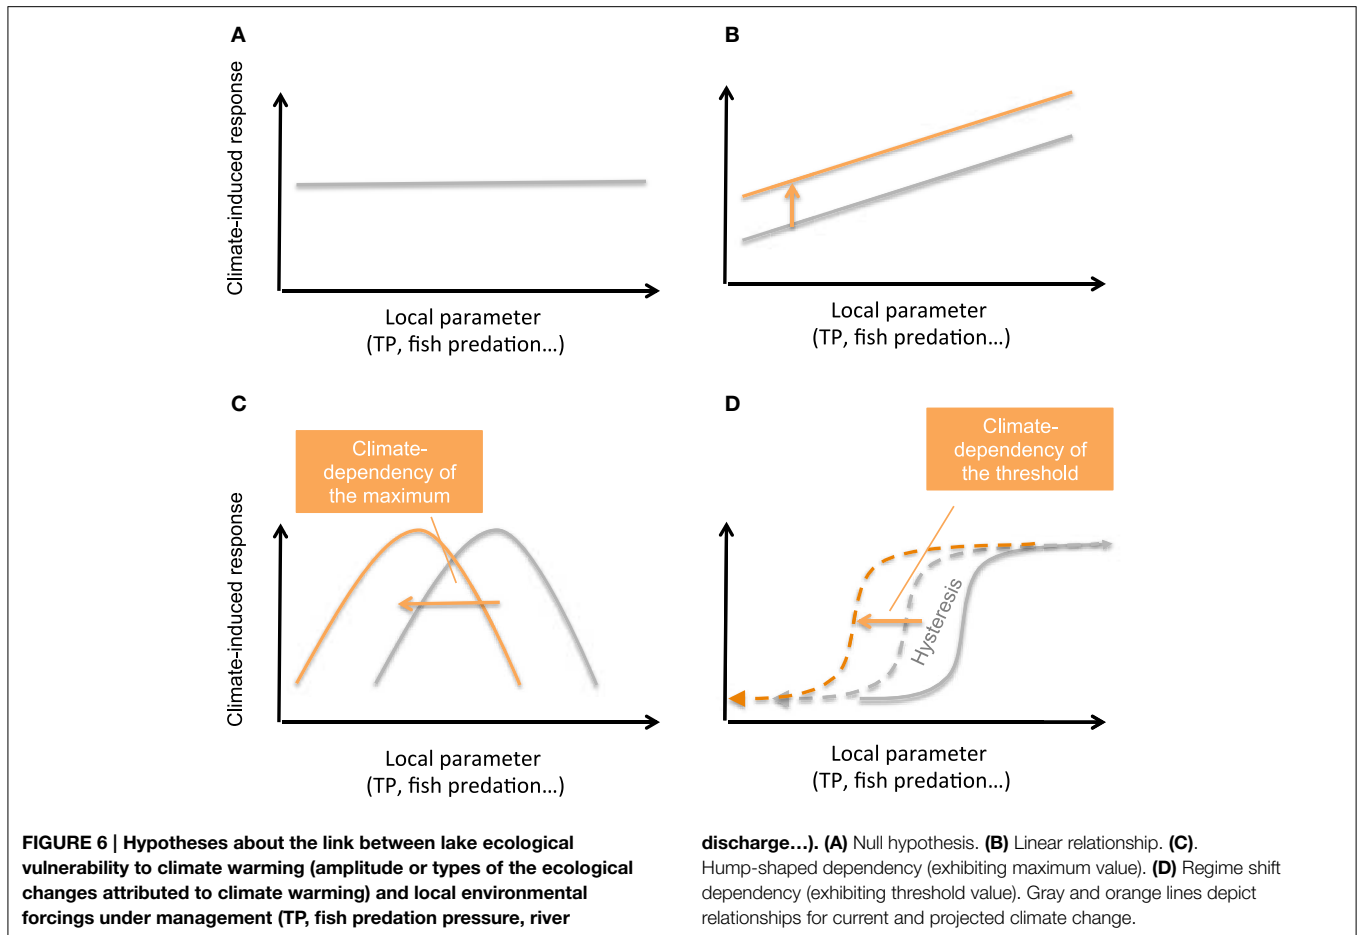 A
Climate-induced response
Local parameter
(TP, fish predation...)
B
Local parameter
(TP, fish predation...)
C
Climate-
dependency of
the maximum
Climate-induced response
Local parameter
(TP, fish predation...)
D
Climate-
dependency of
the threshold
Hysteresis
Local parameter
(TP, fish predation...)
FIGURE 6 | Hypotheses about the link between lake ecological
vulnerability to climate warming (amplitude or types of the ecological
changes attributed to climate warming) and local environmental
forcings under management (TP, fish predation pressure, river
discharge...). (A) Null hypothesis. (B) Linear relationship. (C).
Hump-shaped dependency (exhibiting maximum value). (D) Regime shift
dependency (exhibiting threshold value). Gray and orange lines depict
relationships for current and projected climate change.